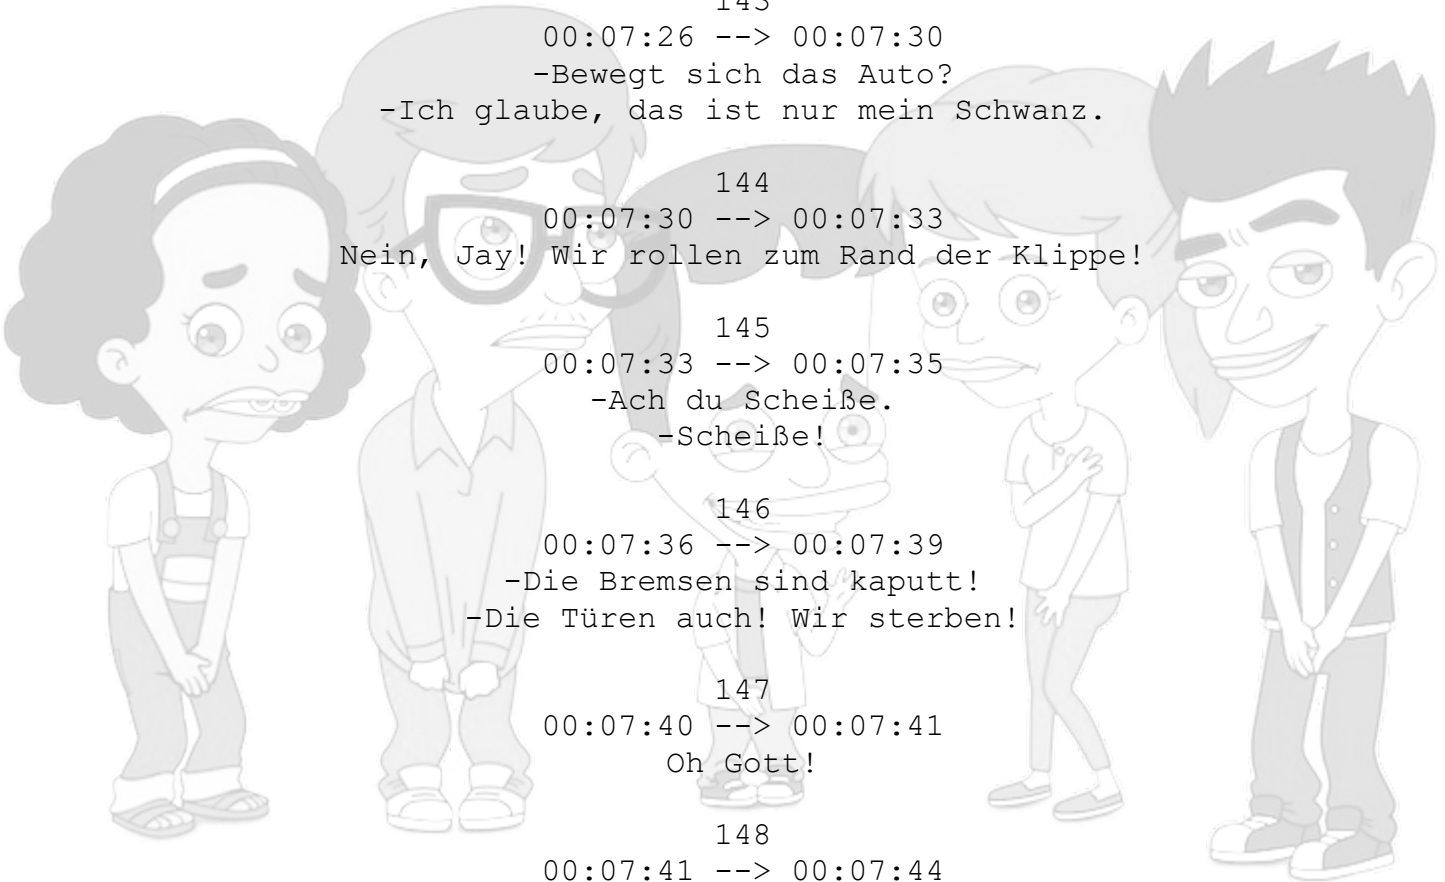 143
00:07:26 --> 00:07:30
-Bewegt sich das Auto?
-Ich glaube, das ist nur mein Schwanz.
144
00:07:30 --> 00:07:33
Nein, Jay! Wir rollen zum Rand der Klippe!
145
00:07:33 --> 00:07:35
-Ach du Scheiße.
-Scheiße!
146
00:07:36 --> 00:07:39
-Die Bremsen sind kaputt!
-Die Türen auch! Wir sterben!
147
00:07:40 --> 00:07:41
Oh Gott!
148
00:07:41 --> 00:07:44